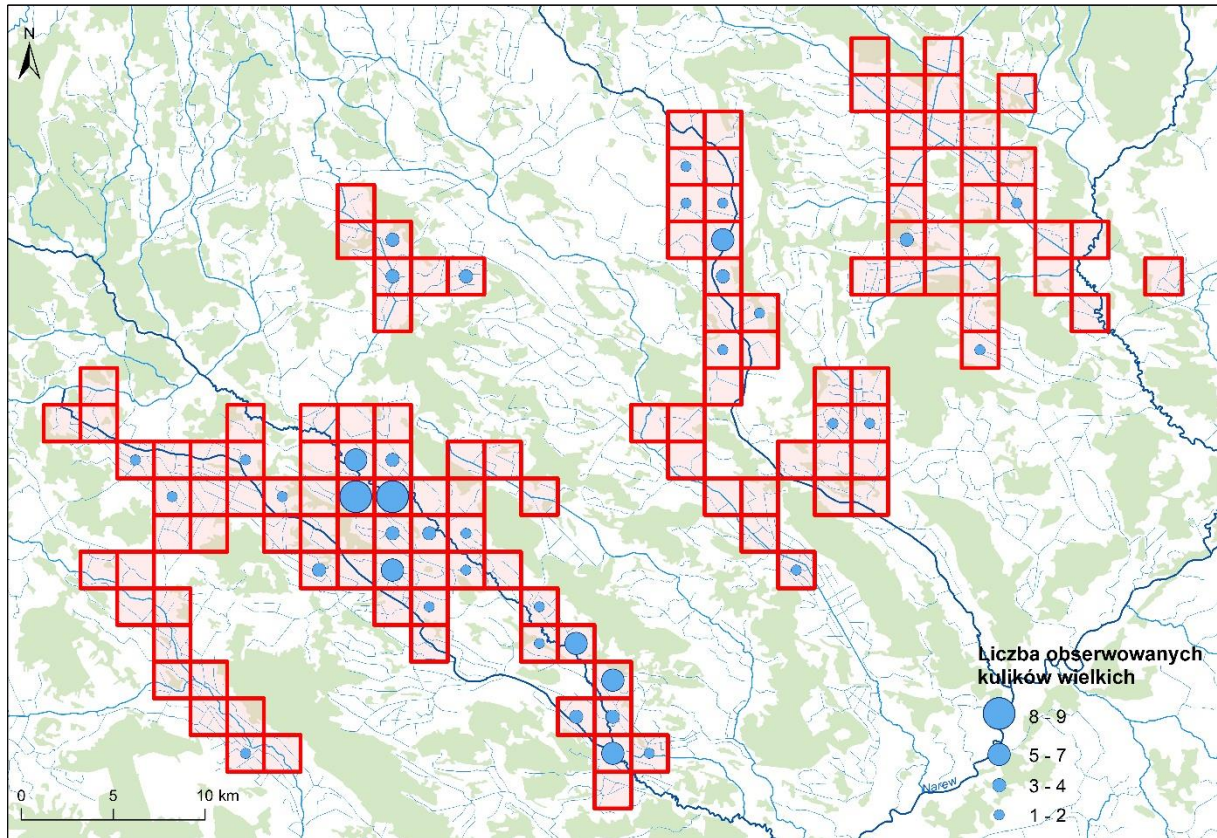 N
Liczba obserwowanych
kulików wielkich
8 - 9
5 - 7
3 - 4
1 - 2
Narew
0 5 10 km